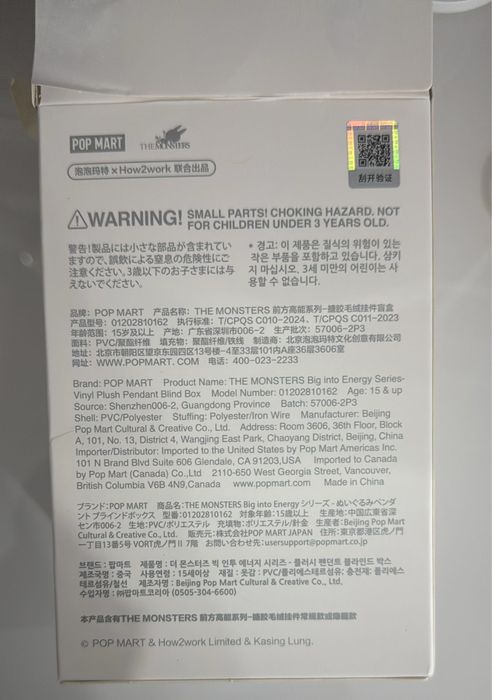 POP MART
THE MONSTERS
泡泡玛特×How2work 联合出品
刮开验证
WARNING! SMALL PARTS! CHOKING HAZARD. NOT
FOR CHILDREN UNDER 3 YEARS OLD.
警告!製品には小さな部品が含まれてい
ますので、誤飲による窒息の危険性にご
注意ください。3歳以下のお子さまには与
えないでください。
* 경고: 이 제품은 질식의 위험이 있는
작은 부품을 포함하고 있습니다. 삼키
지 마십시오. 3세 미만의 어린이는 사
용할 수 없습니다.
品牌：POP MART 产品名称：THE MONSTERS 前方高能系列-搪胶毛绒挂件盲盒
产品型号：01202810162 执行标准：T/CPQS C010-2024、T/CPQS C011-2023
年龄范围：15岁及以上 产地：广东省深圳市006-2 生产批次：57006-2P3
面料：PVC/聚酯纤维 填充物：聚酯纤维/铁线 制造商：北京泡泡玛特文化创意有限公司
地址：北京市朝阳区望京东园四区13号楼-4至33层101内A座36层3606室
网址：WWW.POPMART.COM 电话：400-023-2233
Brand: POP MART Product Name: THE MONSTERS Big into Energy Series-
Vinyl Plush Pendant Blind Box Model Number: 01202810162 Age: 15 & up
Source: Shenzhen006-2, Guangdong Province Batch: 57006-2P3
Shell: PVC/Polyester Stuffing: Polyester/Iron Wire Manufacturer: Beijing
Pop Mart Cultural & Creative Co., Ltd. Address: Room 3606, 36th Floor, Block
A, 101, No. 13, District 4, Wangjing East Park, Chaoyang District, Beijing, China
Importer/Distributor: Imported to the United States by Pop Mart Americas Inc.
101 N Brand Blvd Suite 606 Glendale, CA 91203,USA Imported to Canada
by Pop Mart (Canada) Co.,Ltd 2110-650 West Georgia Street, Vancouver,
British Columbia V6B 4N9,Canada www.popmart.com Made in China
ブランド：POP MART 商品名：THE MONSTERS Big into Energy シリーズ - ぬいぐるみペンダ
ント ブラインドボックス 型番：01202810162 対象年齢：15歳以上 生産地：中国広東省深
セン市006-2 生地：PVC/ポリエステル 充填物：ポリエステル/針金 生産者：Beijing Pop Mart
Cultural & Creative Co., Ltd. 販売元：株式会社POP MART JAPAN 住所：東京都港区虎ノ門
一丁目13番5号 VORT虎ノ門II 7階 お問い合わせ先：usersupport@popmart.co.jp
브랜드 : 팝마트 제품명 : 더 몬스터즈 빅 인투 에너지 시리즈 - 플러시 펜던트 블라인드 박스
제조국명 : 중국 사용연령 : 15세이상 재질 : 옷감 : PVC/폴리에스테르섬유; 충전재: 폴리에스
테르섬유/철선 제조자명 : Beijing Pop Mart Cultural & Creative Co., Ltd.
수입자명 : ㈜팝마트코리아 (0505-304-6600)
本产品含有THE MONSTERS 前方高能系列-搪胶毛绒挂件常规款或隐藏款
© POP MART & How2work Limited & Kasing Lung.